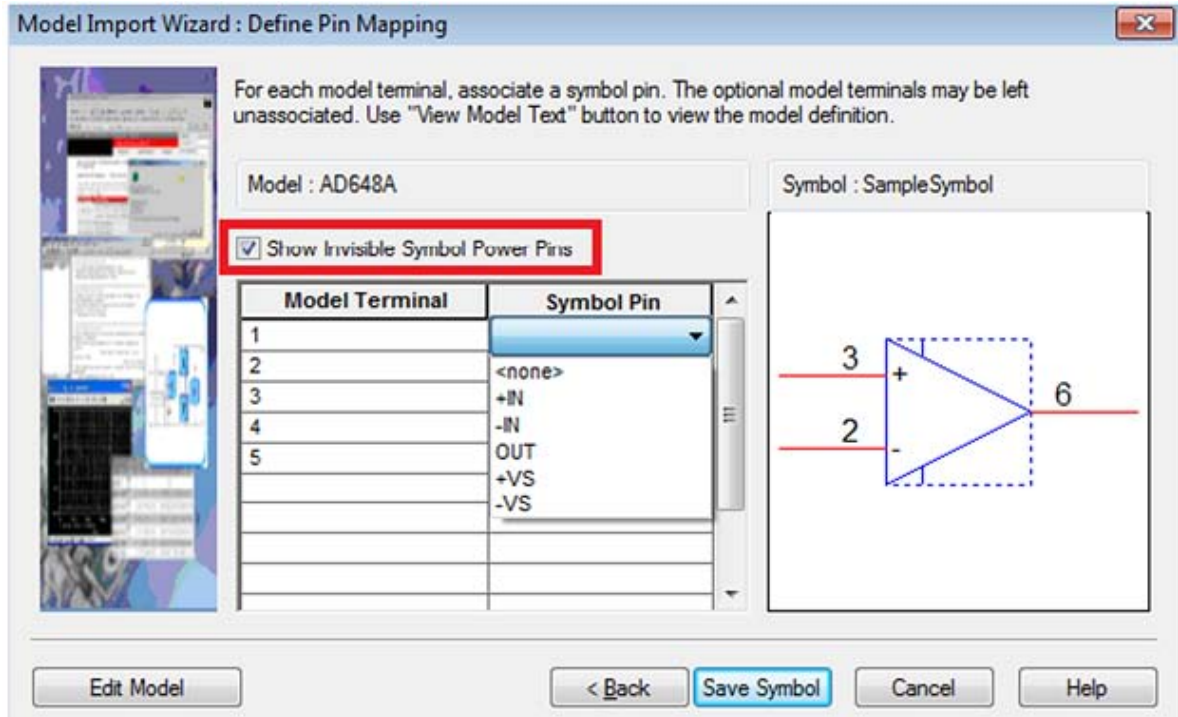 Model Import Wizard : Define Pin Mapping
For each model terminal, associate a symbol pin. The optional model terminals may be left
unassociated. Use "View Model Text" button to view the model definition.
Model : AD648A
Symbol : SampleSymbol
Show Invisible Symbol Power Pins
Model Terminal Symbol Pin
1
2
3
4
5
<none>
+IN
-IN
OUT
+VS
-VS
3
+
2
-
6
Edit Model
< Back
Save Symbol
Cancel
Help